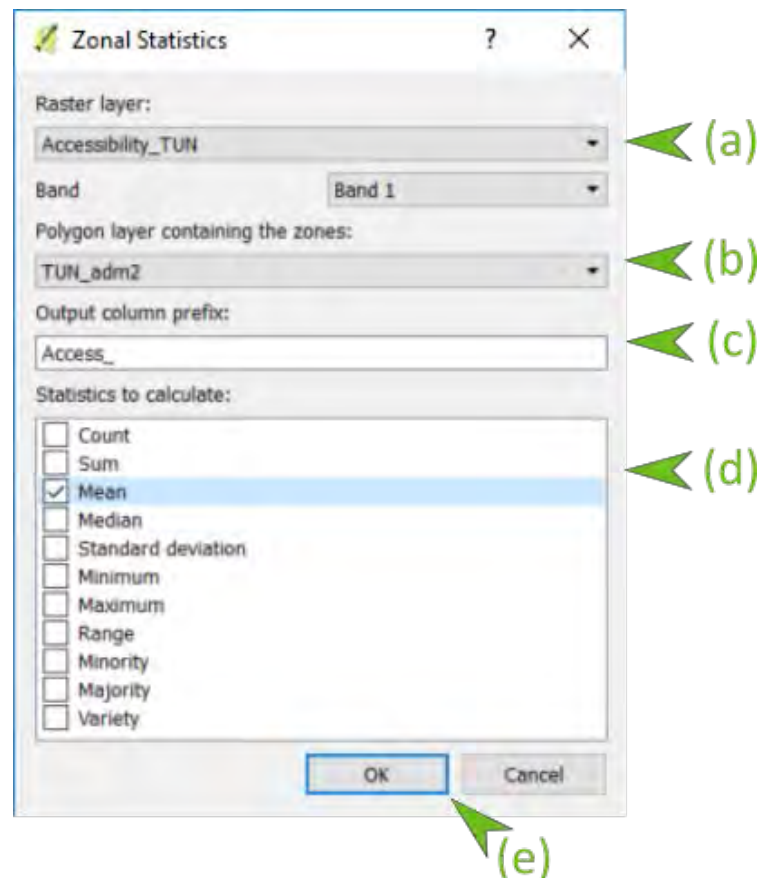 Zonal Statistics ? ×
Raster layer:
Accessibility_TUN
(a)
Band Band 1
Polygon layer containing the zones:
TUN_adm2
(b)
Output column prefix:
Access_
(c)
Statistics to calculate:
Count
Sum
(d)
Mean
Median
Standard deviation
Minimum
Maximum
Range
Minority
Majority
Variety
OK Cancel
(e)